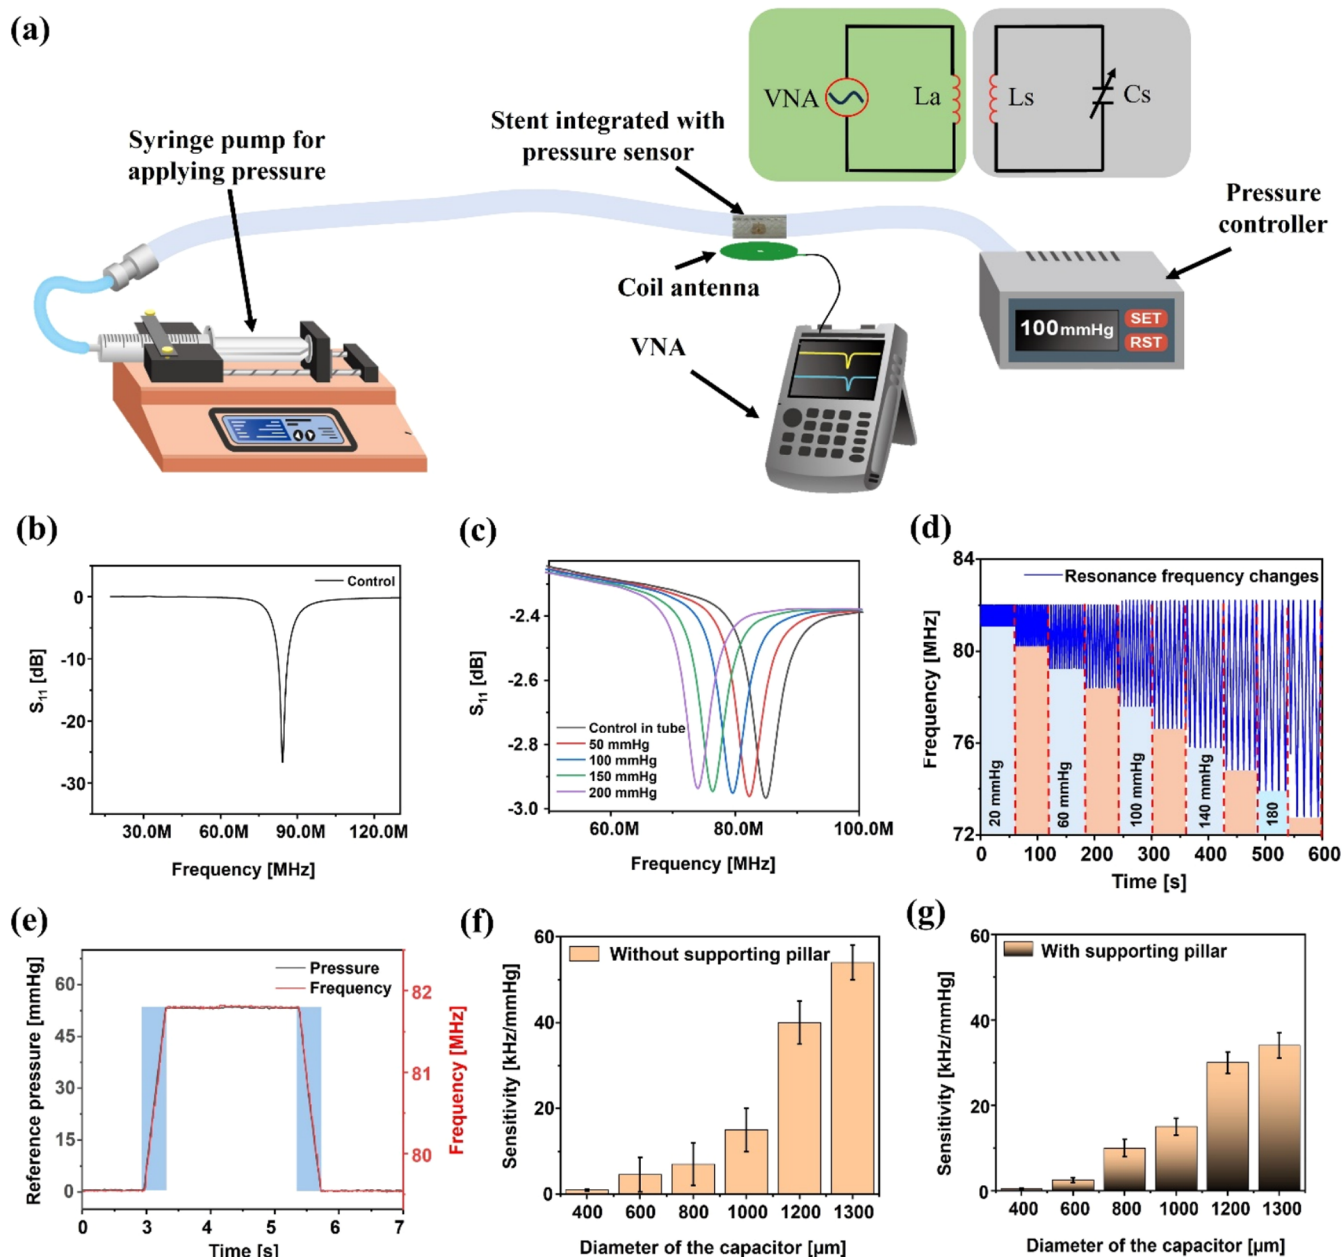 (a)
Syringe pump for
applying pressure
Stent integrated with
pressure sensor
VNA
La
Ls
Cs
Pressure
controller
Coil antenna
VNA
100mmHg
SET
RST
(b)
Control
0
-10
-20
-30
S11 [dB]
30.0M 60.0M 90.0M 120.0M
Frequency [MHz]
(c)
-2.4
-2.6
-2.8
-3.0
S11 [dB]
Control in tube
50 mmHg
100 mmHg
150 mmHg
200 mmHg
60.0M 80.0M 100.0M
Frequency [MHz]
(d)
Resonance frequency changes
84
80
76
72
Frequency [MHz]
20 mmHg
60 mmHg
100 mmHg
140 mmHg
180
0 100 200 300 400 500 600
Time [s]
(e)
Pressure
Frequency
60
45
30
15
0
Reference pressure [mmHg]
82
81
80
Frequency [MHz]
0 3 5 6 7
Time [s]
(f)
Without supporting pillar
60
40
20
0
Sensitivity [kHz/mmHg]
400 600 800 1000 1200 1300
Diameter of the capacitor [µm]
(g)
With supporting pillar
60
40
20
0
Sensitivity [kHz/mmHg]
400 600 800 1000 1200 1300
Diameter of the capacitor [µm]